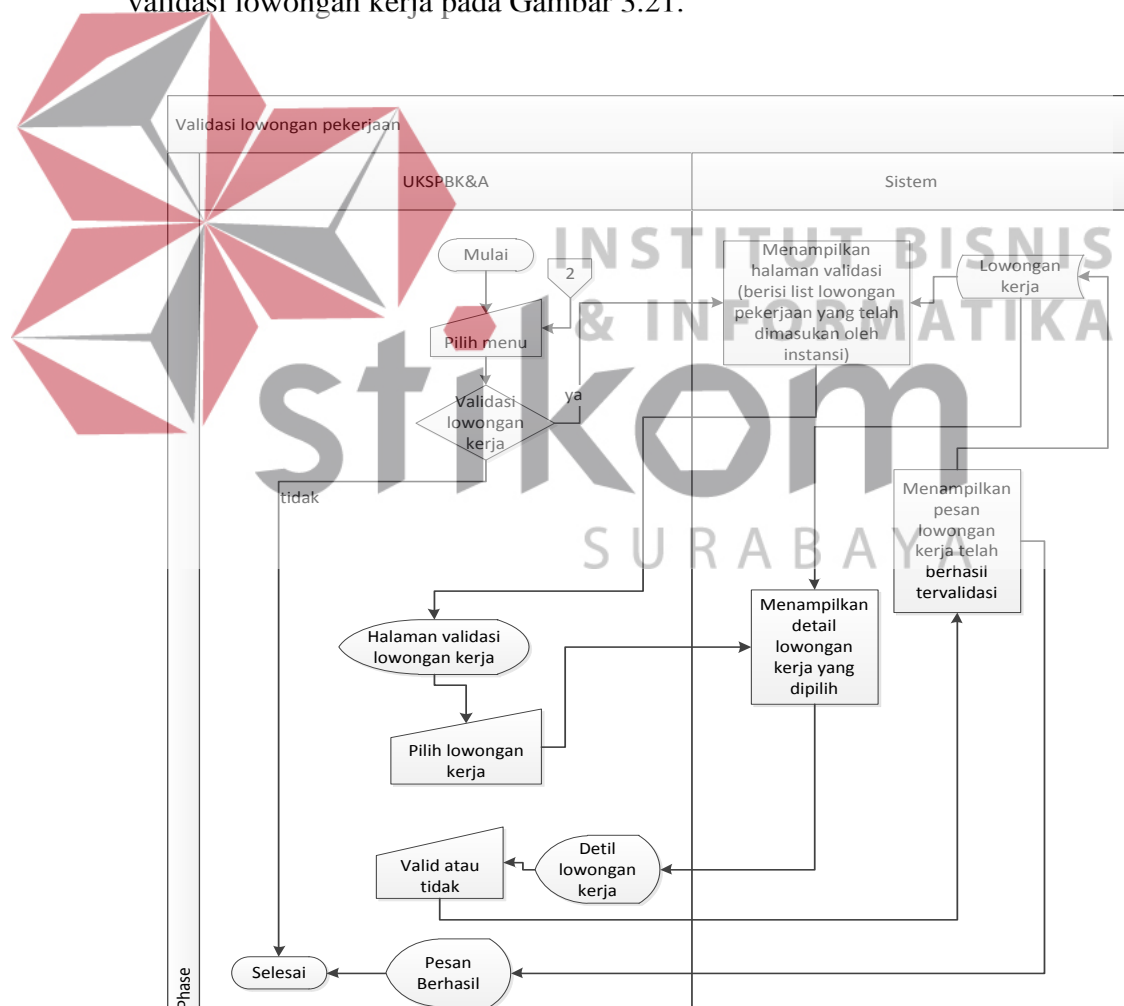 validasi lowongan kerja pada Gambar 3.21.
Validasi lowongan pekerjaan
UKSPBK&A
Sistem
INSTITUT BISNIS
& INFORMATIKA
stikom
SURABAYA
Mulai
2
Pilih menu
Validasi
lowongan
kerja
ya
tidak
Menampilkan
halaman validasi
(berisi list lowongan
pekerjaan yang telah
dimasukan oleh
instansi)
Lowongan
kerja
Menampilkan
pesan
lowongan
kerja telah
berhasil
tervalidasi
Halaman validasi
lowongan kerja
Menampilkan
detail
lowongan
kerja yang
dipilih
Pilih lowongan
kerja
Valid atau
tidak
Detil
lowongan
kerja
Selesai
Pesan
Berhasil
Phase